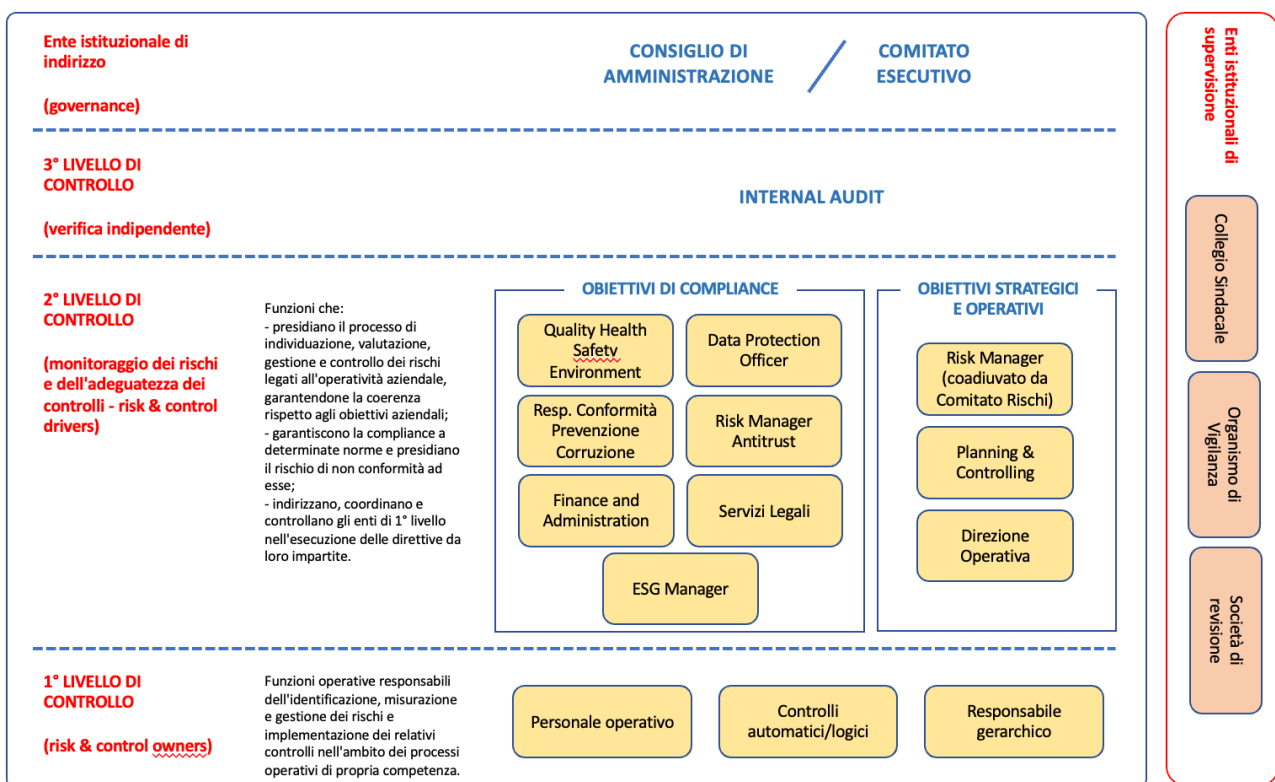 Ente istituzionale di
indirizzo
(governance)
CONSIGLIO DI
AMMINISTRAZIONE
/
COMITATO
ESECUTIVO
3° LIVELLO DI
CONTROLLO
(verifica indipendente)
INTERNAL AUDIT
2° LIVELLO DI
CONTROLLO
(monitoraggio dei rischi
e dell'adeguatezza dei
controlli - risk & control
drivers)
Funzioni che:
- presidiano il processo di
individuazione, valutazione,
gestione e controllo dei rischi
legati all'operatività aziendale,
garantendone la coerenza
rispetto agli obiettivi aziendali;
- garantiscono la compliance a
determinate norme e presidiano
il rischio di non conformità ad
esse;
- indirizzano, coordinano e
controllano gli enti di 1° livello
nell'esecuzione delle direttive da
loro impartite.
OBIETTIVI DI COMPLIANCE
Quality Health
Safety
Environment
Data Protection
Officer
Resp. Conformità
Prevenzione
Corruzione
Risk Manager
Antitrust
Finance and
Administration
Servizi Legali
ESG Manager
OBIETTIVI STRATEGICI
E OPERATIVI
Risk Manager
(coadiuvato da
Comitato Rischi)
Planning &
Controlling
Direzione
Operativa
1° LIVELLO DI
CONTROLLO
(risk & control owners)
Funzioni operative responsabili
dell'identificazione, misurazione
e gestione dei rischi e
implementazione dei relativi
controlli nell'ambito dei processi
operativi di propria competenza.
Personale operativo
Controlli
automatici/logici
Responsabile
gerarchico
Enti istituzionali di
supervisione
Collegio Sindacale
Organismo di
Vigilanza
Società di
revisione